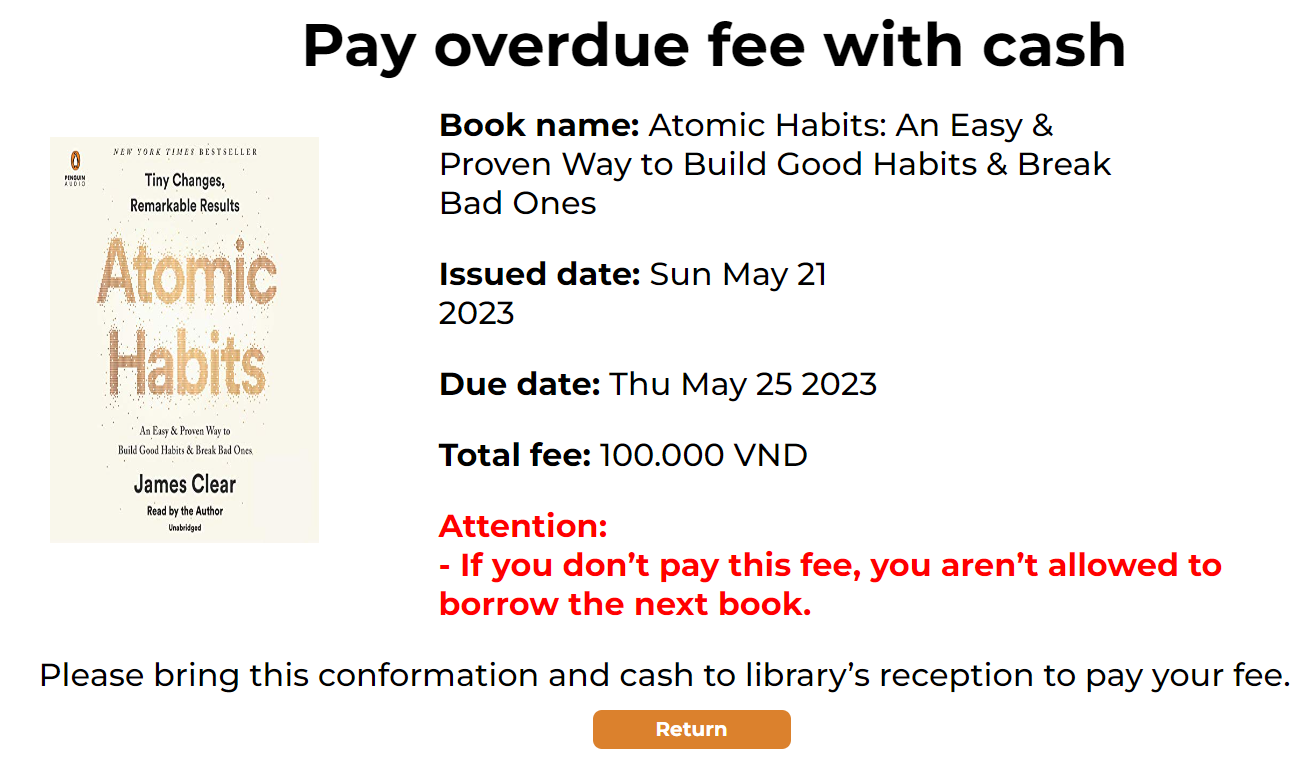 Pay overdue fee with cash
NEW YORK TIMES BESTSELLER
PENGUIN
AUDIO
Tiny Changes,
Remarkable Results
Atomic
Habits
An Easy & Proven Way to
Build Good Habits & Break Bad Ones
James Clear
Read by the Author
Unabridged
Book name: Atomic Habits: An Easy &
Proven Way to Build Good Habits & Break
Bad Ones
Issued date: Sun May 21
2023
Due date: Thu May 25 2023
Total fee: 100.000 VND
Attention:
- If you don’t pay this fee, you aren’t allowed to
borrow the next book.
Please bring this conformation and cash to library’s reception to pay your fee.
Return